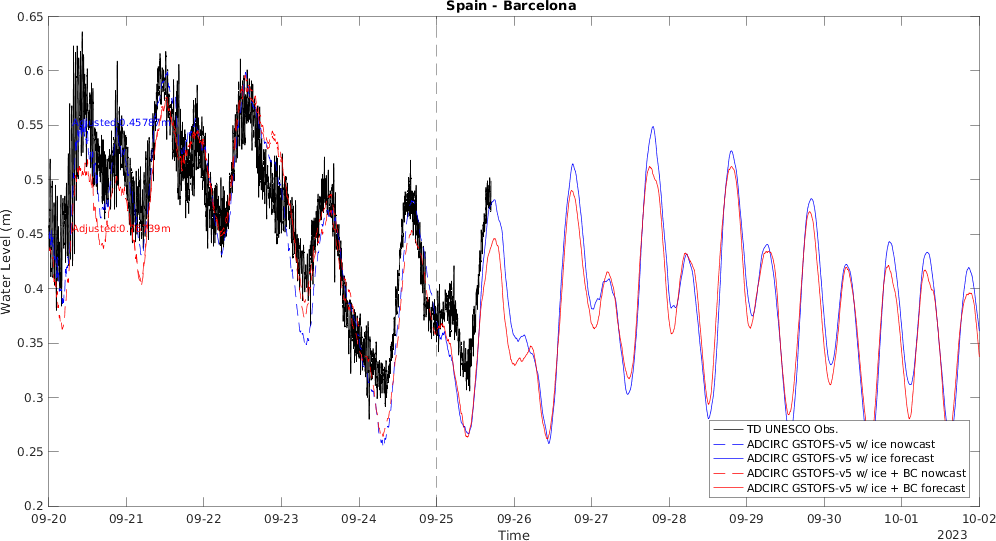 Spain - Barcelona
0.65
0.6
0.55
0.5
0.45
0.4
0.35
0.3
0.25
0.2
Water Level (m)
TD UNESCO Obs.
ADCIRC GSTOFS-v5 w/ ice nowcast
ADCIRC GSTOFS-v5 w/ ice forecast
ADCIRC GSTOFS-v5 w/ ice + BC nowcast
ADCIRC GSTOFS-v5 w/ ice + BC forecast
09-20 09-21 09-22 09-23 09-24 09-25 09-26 09-27 09-28 09-29 09-30 10-01 10-02
Time
2023